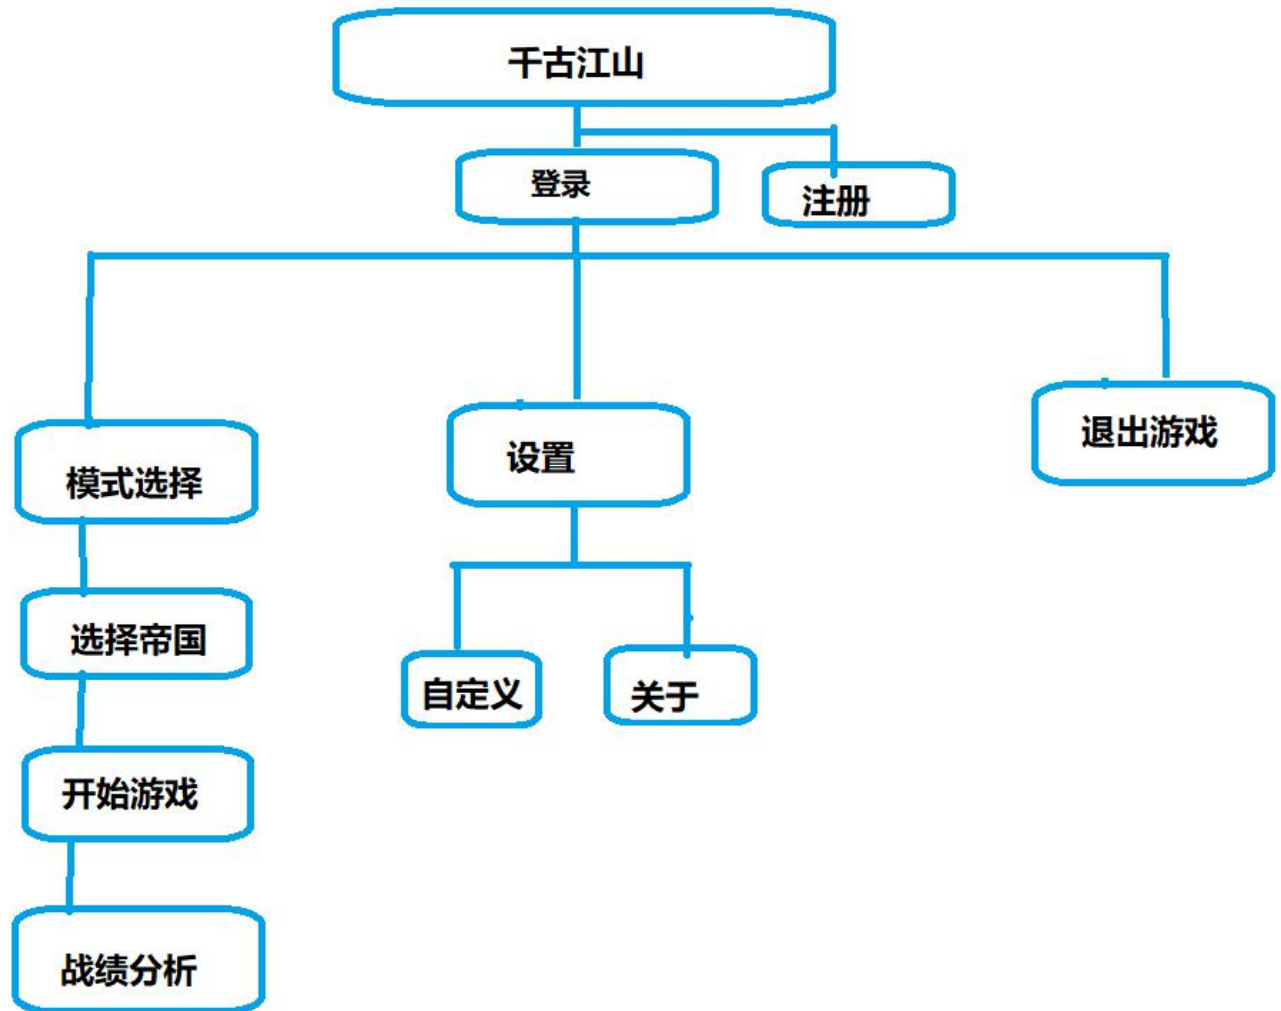 千古江山
登录
注册
模式选择
设置
退出游戏
选择帝国
自定义
关于
开始游戏
战绩分析